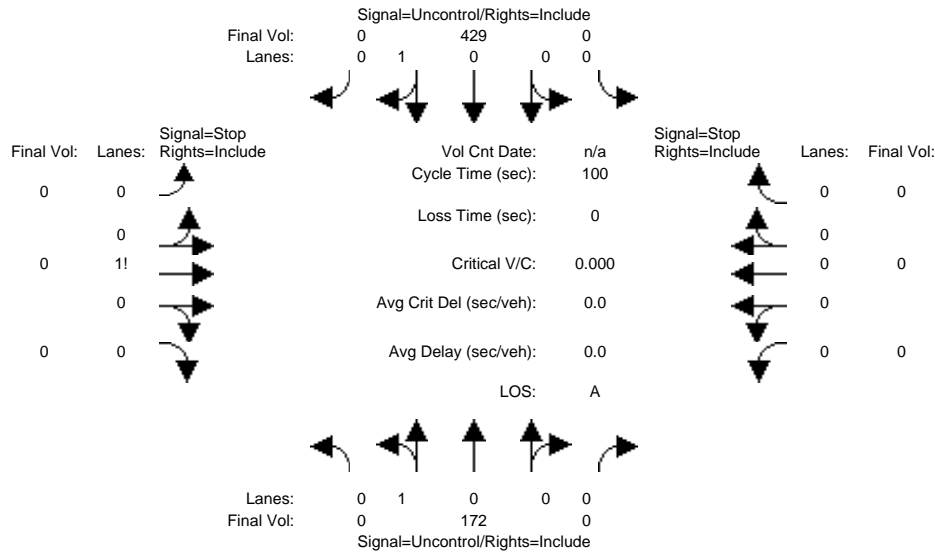 Signal=Uncontrol/Rights=Include
Final Vol: 0 429 0
Lanes: 0 1 0 0 0
Signal=Stop Signal=Stop
Final Vol: Lanes: Rights=Include Vol Cnt Date: n/a Rights=Include Lanes: Final Vol:
Cycle Time (sec): 100
0 0 0 0
Loss Time (sec): 0
0 0
0 1! Critical V/C: 0.000 0 0
0 Avg Crit Del (sec/veh): 0.0 0
0 0 Avg Delay (sec/veh): 0.0 0 0
LOS: A
Lanes: 0 1 0 0 0
Final Vol: 0 172 0
Signal=Uncontrol/Rights=Include